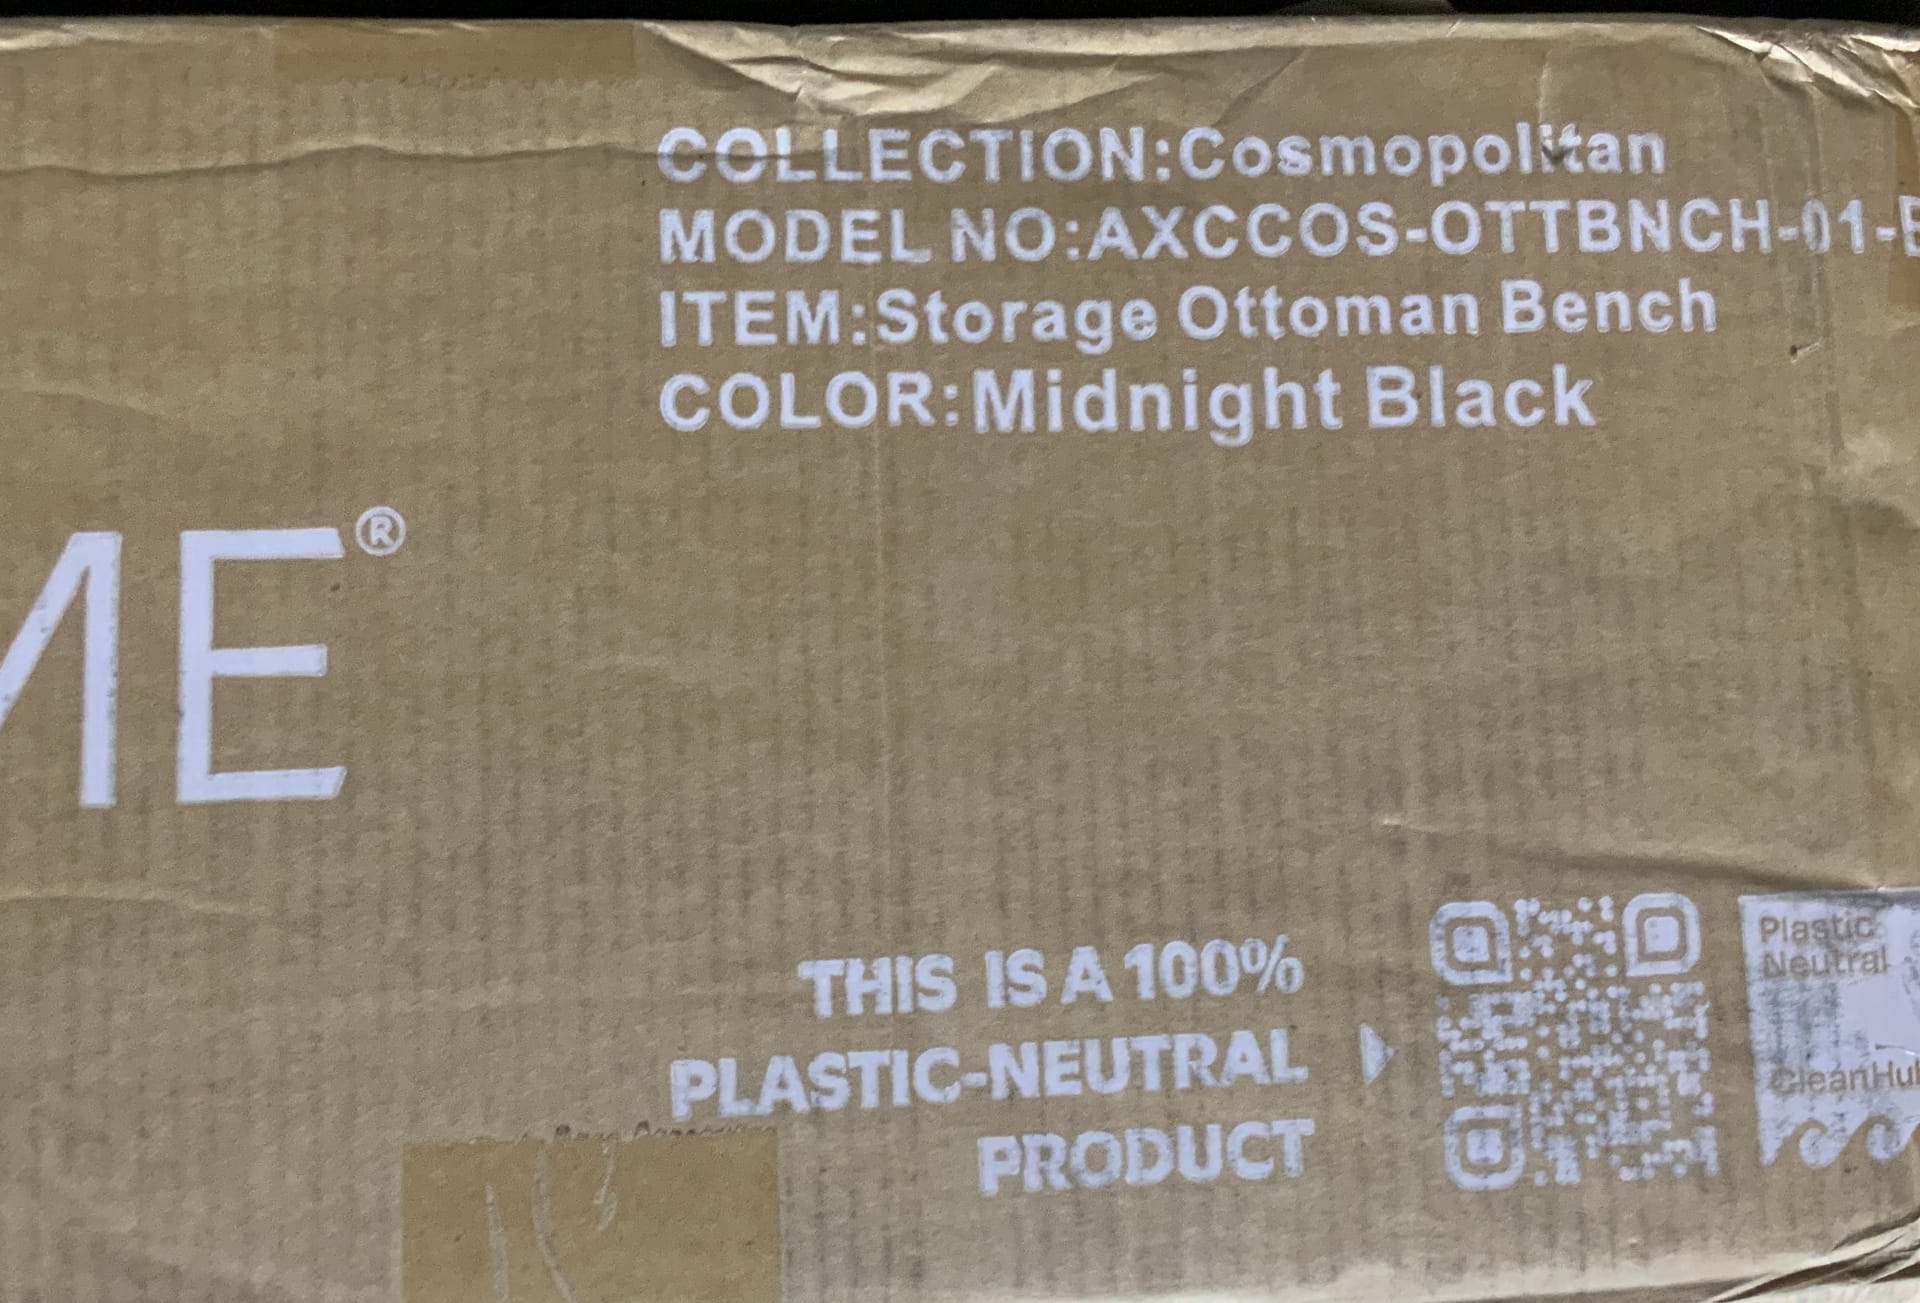 COLLECTION:Cosmopolitan
MODEL NO:AXCCOS-OTTBNCH-01-
ITEM:Storage Ottoman Bench
COLOR:Midnight Black
ME®
THIS IS A 100%
PLASTIC-NEUTRAL
PRODUCT
Plastic
Neutral
CleanHu